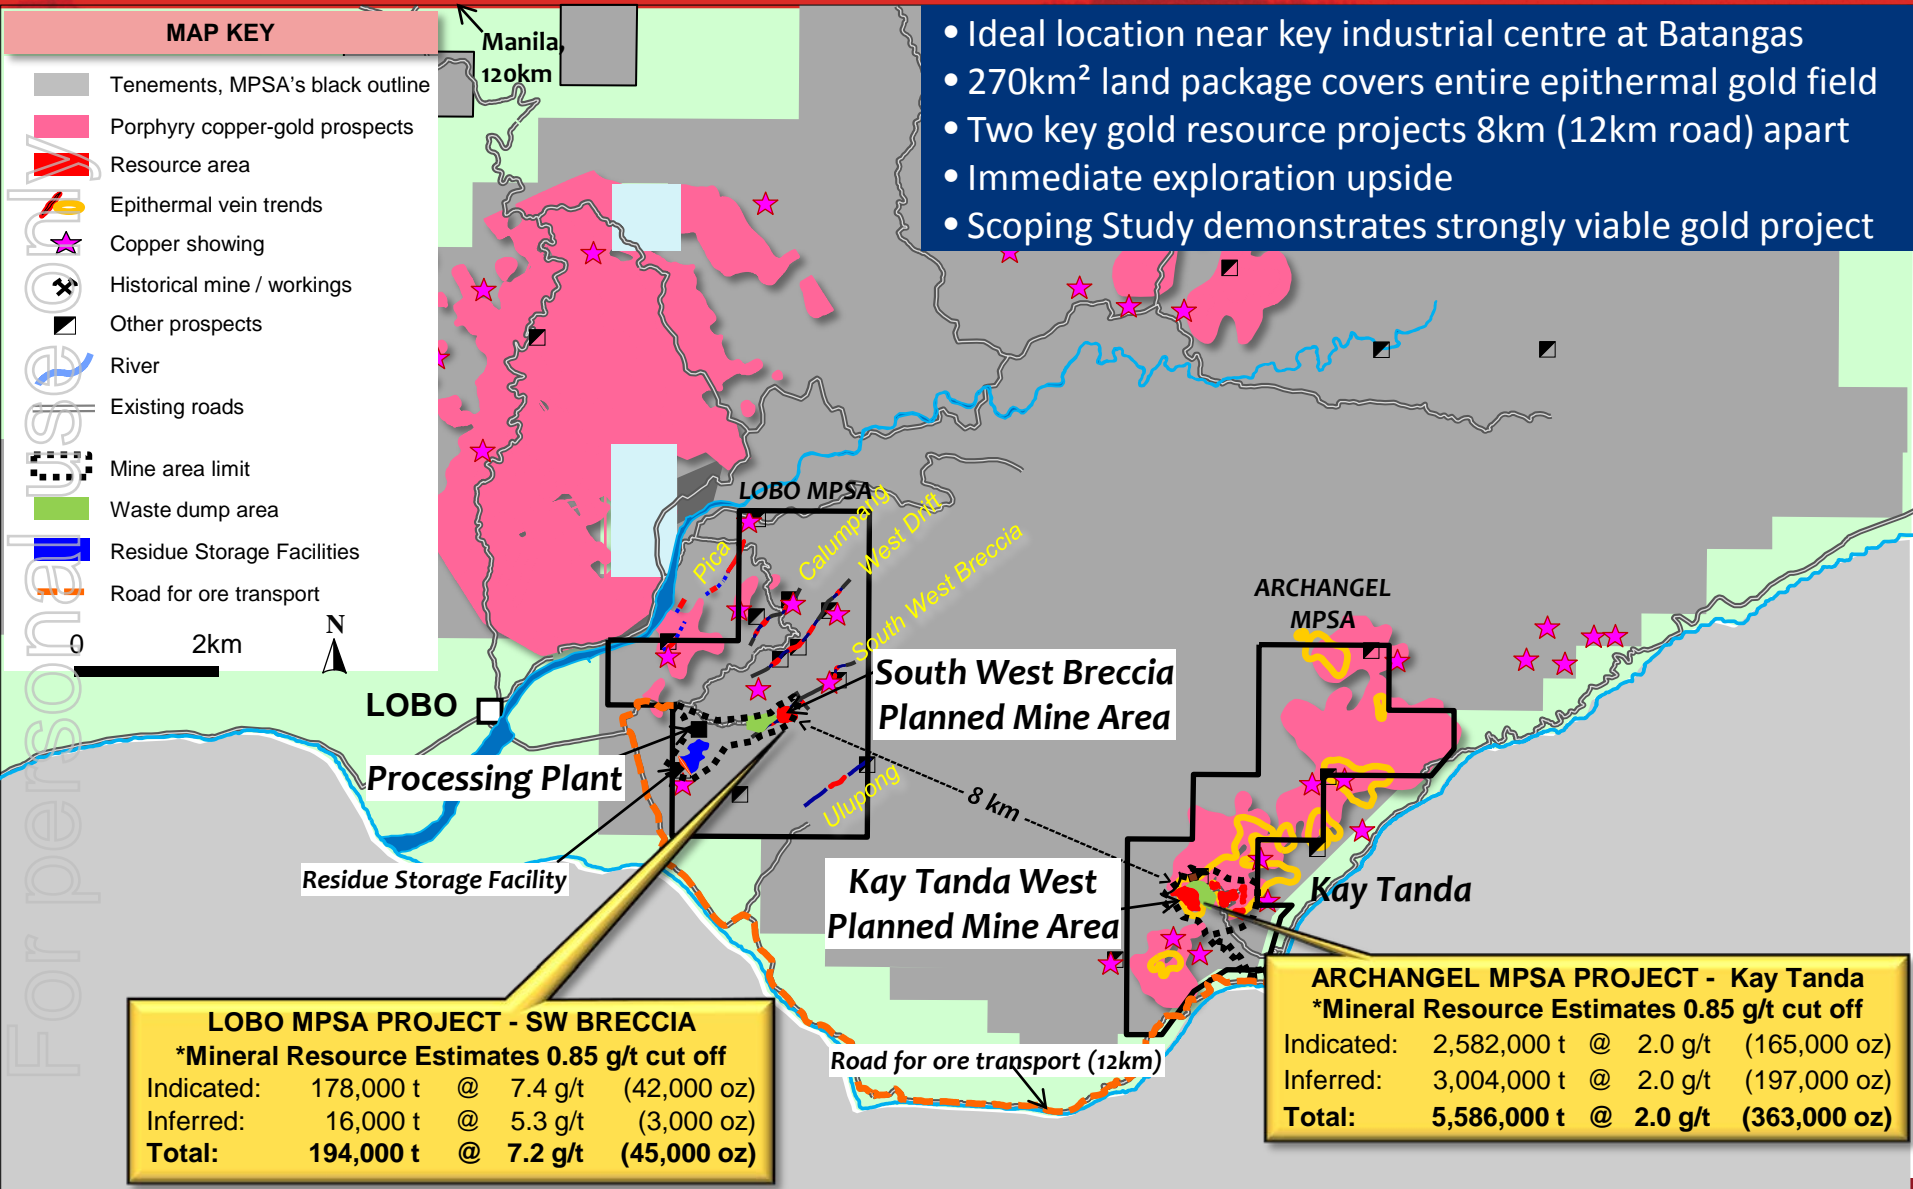 MAP KEY
Tenements, MPSA's black outline
Porphyry copper-gold prospects
Resource area
Epithermal vein trends
Copper showing
Historical mine / workings
Other prospects
River
Existing roads
Mine area limit
Waste dump area
Residue Storage Facilities
Road for ore transport
0 2km
N
For personal use only
Manila,
120km
• Ideal location near key industrial centre at Batangas
• 270km² land package covers entire epithermal gold field
• Two key gold resource projects 8km (12km road) apart
• Immediate exploration upside
• Scoping Study demonstrates strongly viable gold project
LOBO MPSA
Pica
Calumpang
West Drift
South West Breccia
ARCHANGEL
MPSA
South West Breccia
Planned Mine Area
LOBO
Processing Plant
Ulupong
8 km
Residue Storage Facility
Kay Tanda West
Planned Mine Area
Kay Tanda
Road for ore transport (12km)
LOBO MPSA PROJECT - SW BRECCIA
*Mineral Resource Estimates 0.85 g/t cut off
Indicated: 178,000 t @ 7.4 g/t (42,000 oz)
Inferred: 16,000 t @ 5.3 g/t (3,000 oz)
Total: 194,000 t @ 7.2 g/t (45,000 oz)
ARCHANGEL MPSA PROJECT - Kay Tanda
*Mineral Resource Estimates 0.85 g/t cut off
Indicated: 2,582,000 t @ 2.0 g/t (165,000 oz)
Inferred: 3,004,000 t @ 2.0 g/t (197,000 oz)
Total: 5,586,000 t @ 2.0 g/t (363,000 oz)